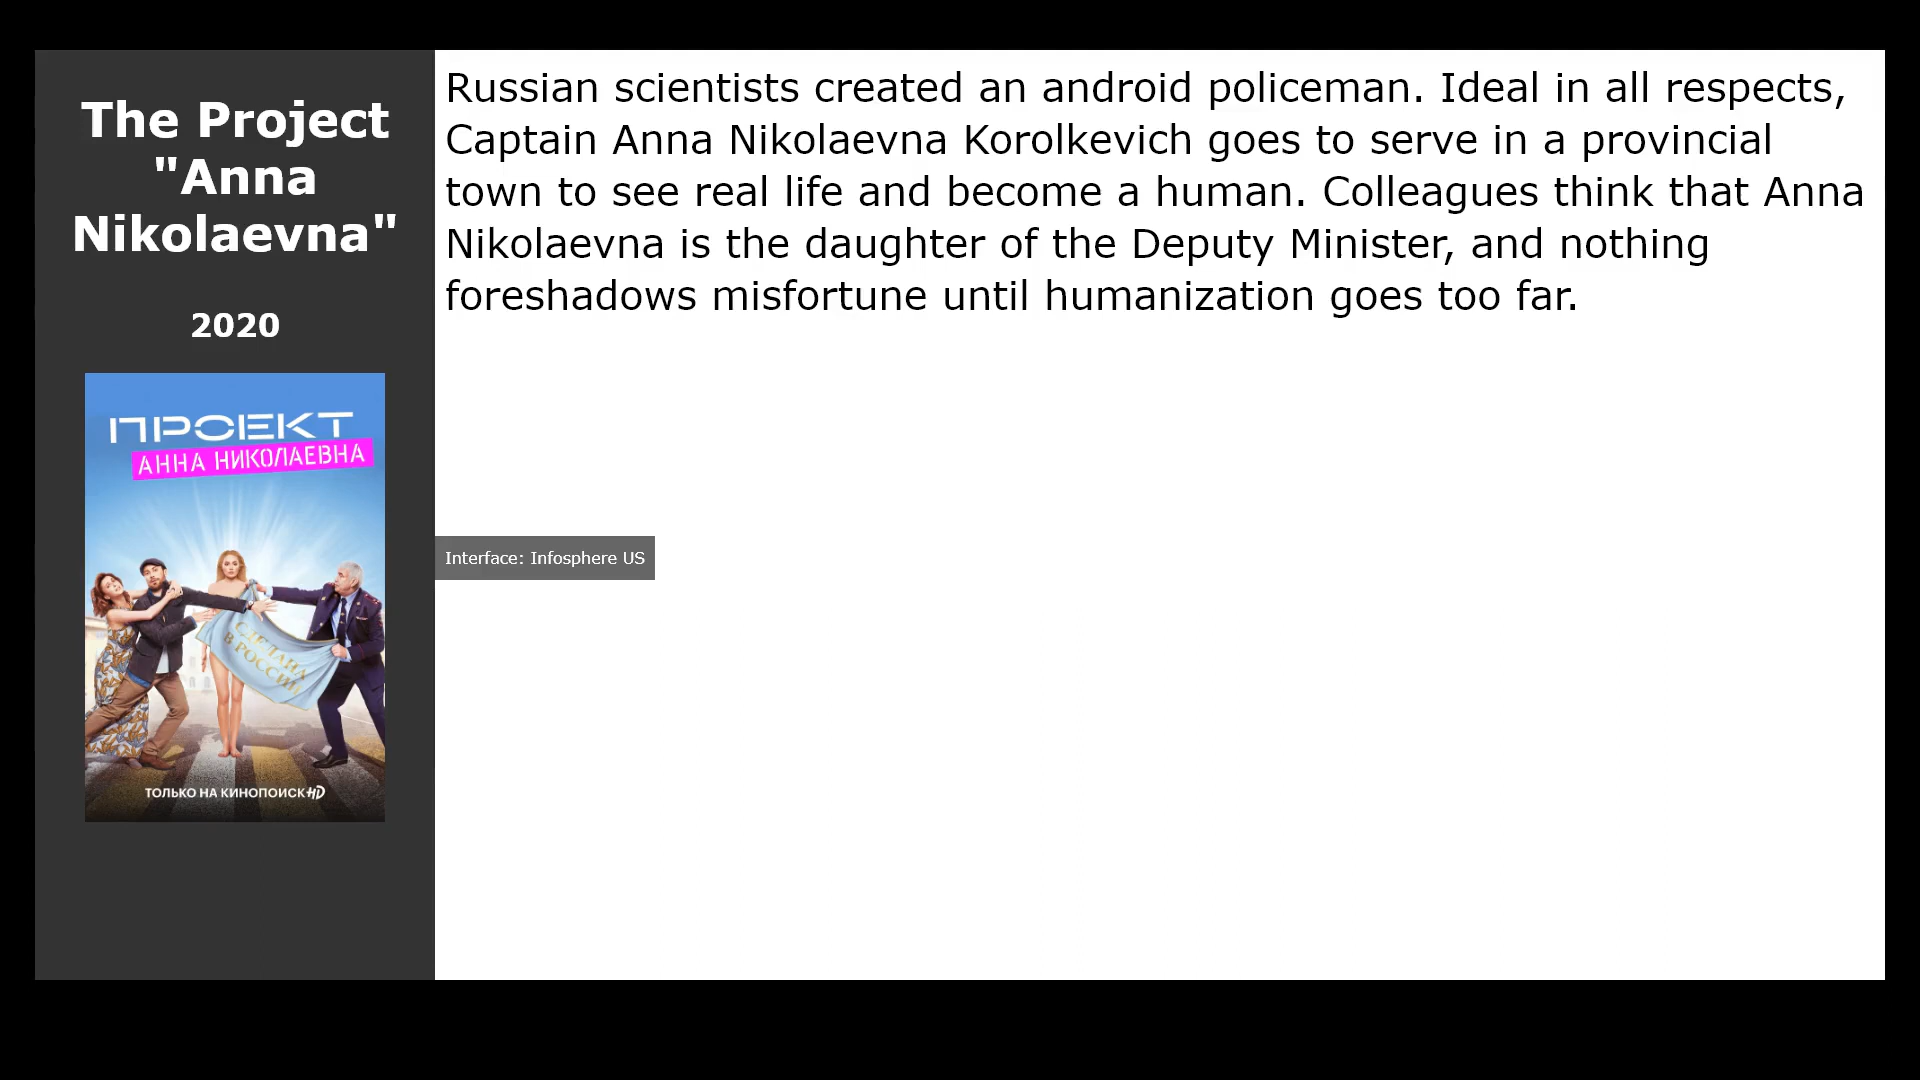 The Project
"Anna
Nikolaevna"
2020
ПРОЕКТ
АННА НИКОЛАЕВНА
СДЕЛАНА
В РОССИИ
ТОЛЬКО НА КИНОПОИСК HD
Russian scientists created an android policeman. Ideal in all respects,
Captain Anna Nikolaevna Korolkevich goes to serve in a provincial
town to see real life and become a human. Colleagues think that Anna
Nikolaevna is the daughter of the Deputy Minister, and nothing
foreshadows misfortune until humanization goes too far.
Interface: Infosphere US